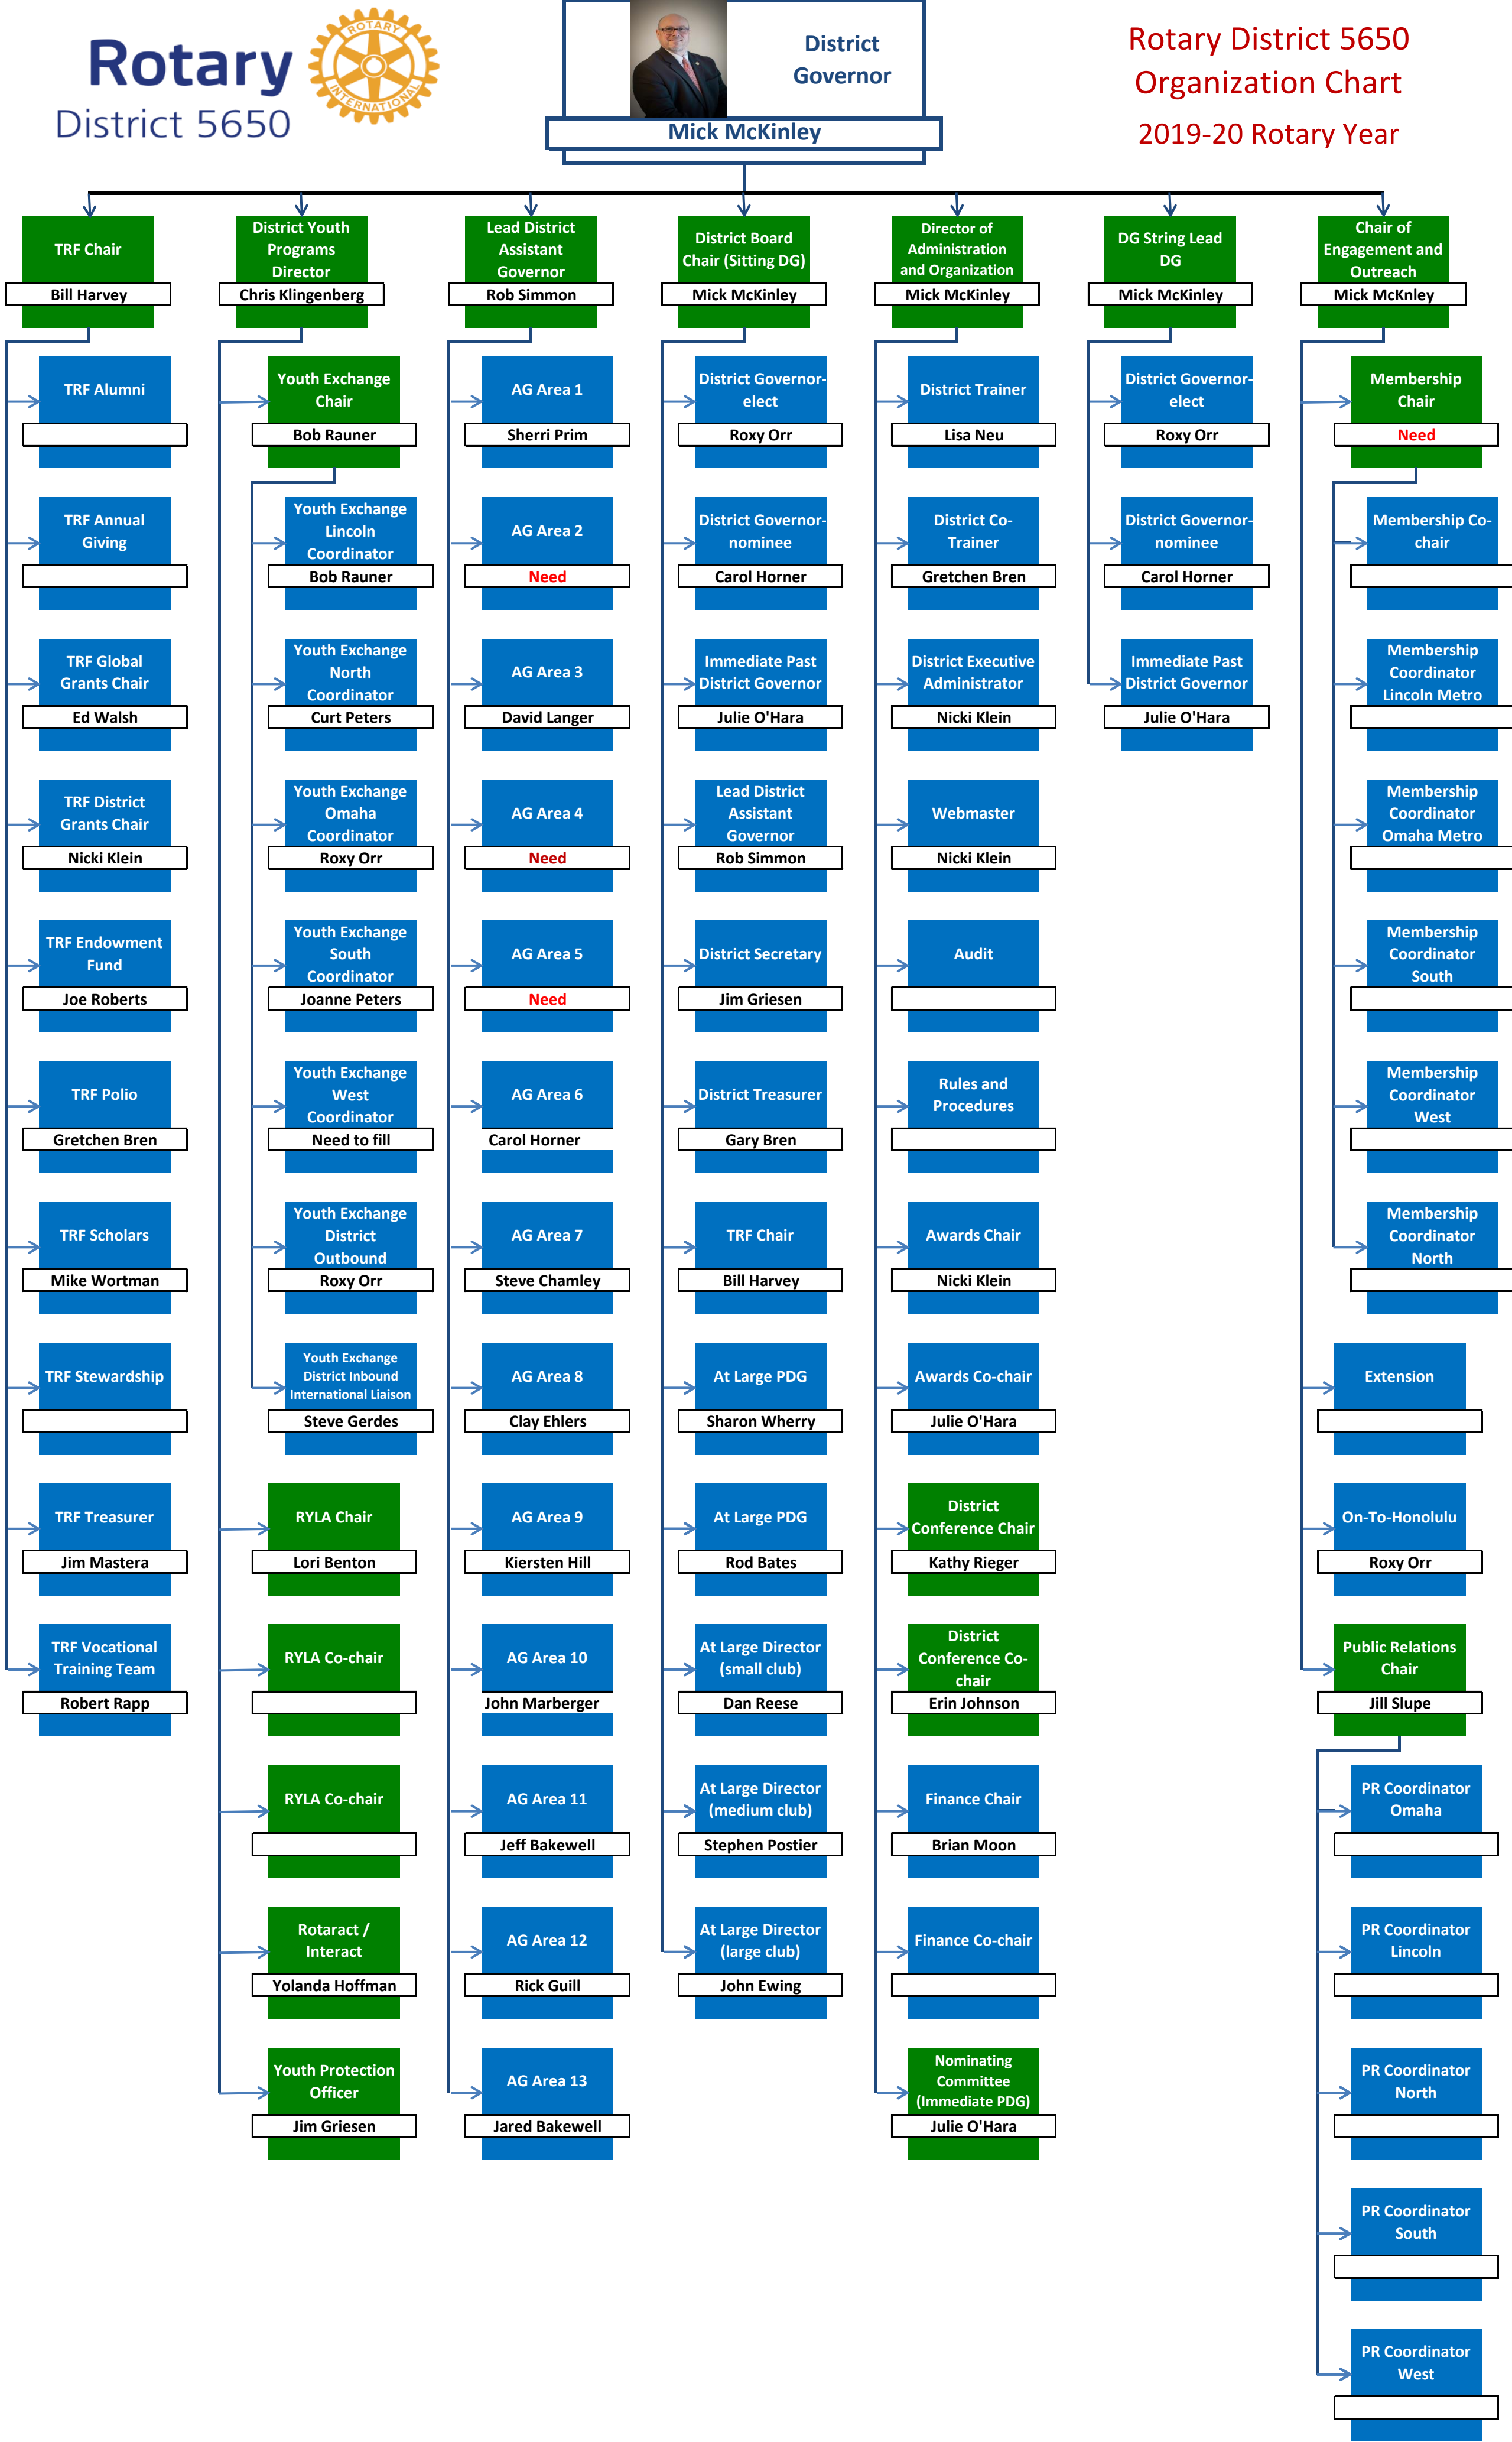 Rotary
District 5650
ROTARY
INTERNATIONAL
District
Governor
Mick McKinley
Rotary District 5650
Organization Chart
2019-20 Rotary Year
TRF Chair
Bill Harvey
TRF Alumni
TRF Annual
Giving
TRF Global
Grants Chair
Ed Walsh
TRF District
Grants Chair
Nicki Klein
TRF Endowment
Fund
Joe Roberts
TRF Polio
Gretchen Bren
TRF Scholars
Mike Wortman
TRF Stewardship
TRF Treasurer
Jim Mastera
TRF Vocational
Training Team
Robert Rapp
District Youth
Programs
Director
Chris Klingenberg
Youth Exchange
Chair
Bob Rauner
Youth Exchange
Lincoln
Coordinator
Bob Rauner
Youth Exchange
North
Coordinator
Curt Peters
Youth Exchange
Omaha
Coordinator
Roxy Orr
Youth Exchange
South
Coordinator
Joanne Peters
Youth Exchange
West
Coordinator
Need to fill
Youth Exchange
District
Outbound
Roxy Orr
Youth Exchange
District Inbound
International Liaison
Steve Gerdes
RYLA Chair
Lori Benton
RYLA Co-chair
RYLA Co-chair
Rotaract /
Interact
Yolanda Hoffman
Youth Protection
Officer
Jim Griesen
Lead District
Assistant
Governor
Rob Simmon
AG Area 1
Sherri Prim
AG Area 2
Need
AG Area 3
David Langer
AG Area 4
Need
AG Area 5
Need
AG Area 6
Carol Horner
AG Area 7
Steve Chamley
AG Area 8
Clay Ehlers
AG Area 9
Kiersten Hill
AG Area 10
John Marberger
AG Area 11
Jeff Bakewell
AG Area 12
Rick Guill
AG Area 13
Jared Bakewell
District Board
Chair (Sitting DG)
Mick McKinley
District Governor-
elect
Roxy Orr
District Governor-
nominee
Carol Horner
Immediate Past
District Governor
Julie O'Hara
Lead District
Assistant
Governor
Rob Simmon
District Secretary
Jim Griesen
District Treasurer
Gary Bren
TRF Chair
Bill Harvey
At Large PDG
Sharon Wherry
At Large PDG
Rod Bates
At Large Director
(small club)
Dan Reese
At Large Director
(medium club)
Stephen Postier
At Large Director
(large club)
John Ewing
Director of
Administration
and Organization
Mick McKinley
District Trainer
Lisa Neu
District Co-
Trainer
Gretchen Bren
District Executive
Administrator
Nicki Klein
Webmaster
Nicki Klein
Audit
Rules and
Procedures
Awards Chair
Nicki Klein
Awards Co-chair
Julie O'Hara
District
Conference Chair
Kathy Rieger
District
Conference Co-
chair
Erin Johnson
Finance Chair
Brian Moon
Finance Co-chair
Nominating
Committee
(Immediate PDG)
Julie O'Hara
DG String Lead
DG
Mick McKinley
District Governor-
elect
Roxy Orr
District Governor-
nominee
Carol Horner
Immediate Past
District Governor
Julie O'Hara
Chair of
Engagement and
Outreach
Mick McKnley
Membership
Chair
Need
Membership Co-
chair
Membership
Coordinator
Lincoln Metro
Membership
Coordinator
Omaha Metro
Membership
Coordinator
South
Membership
Coordinator
West
Membership
Coordinator
North
Extension
On-To-Honolulu
Roxy Orr
Public Relations
Chair
Jill Slupe
PR Coordinator
Omaha
PR Coordinator
Lincoln
PR Coordinator
North
PR Coordinator
South
PR Coordinator
West